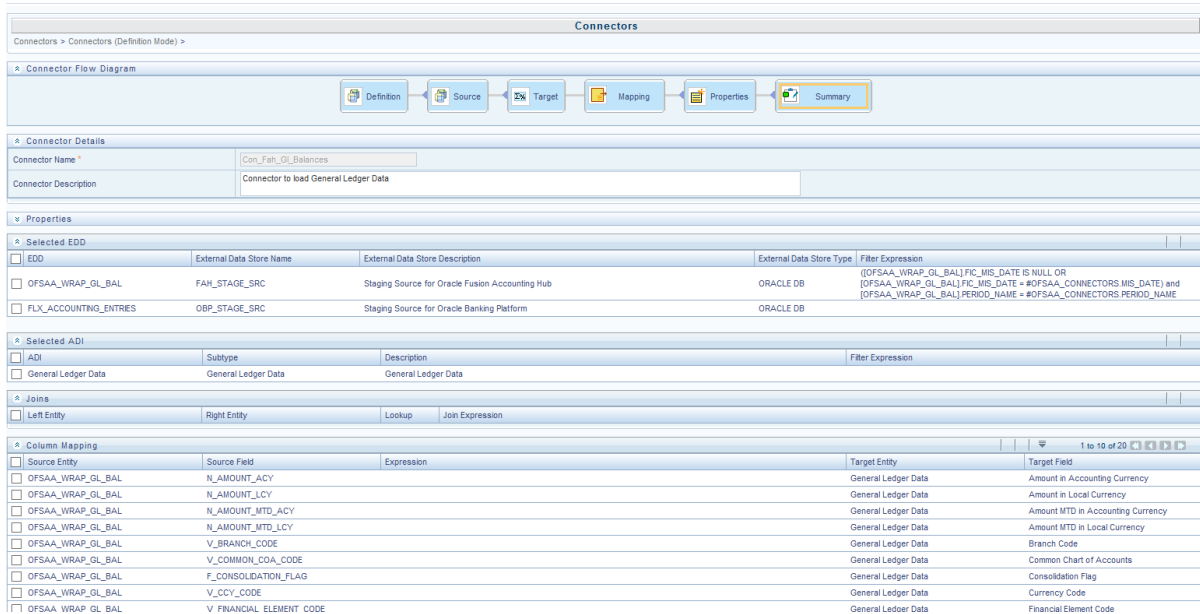 Connectors
Connectors > Connectors (Definition Mode) >
Connector Flow Diagram
Definition Source Target Mapping Properties Summary
Connector Details
Connector Name * Con_Fah_Gl_Balances
Connector Description Connector to load General Ledger Data
Properties
Selected EDD
EDD External Data Store Name External Data Store Description External Data Store Type Filter Expression
OFSAA_WRAP_GL_BAL FAH_STAGE_SRC Staging Source for Oracle Fusion Accounting Hub ORACLE DB ([OFSAA_WRAP_GL_BAL].FIC_MIS_DATE IS NULL OR
[OFSAA_WRAP_GL_BAL].FIC_MIS_DATE = #OFSAA_CONNECTORS.MIS_DATE) and
[OFSAA_WRAP_GL_BAL].PERIOD_NAME = #OFSAA_CONNECTORS.PERIOD_NAME
FLX_ACCOUNTING_ENTRIES OBP_STAGE_SRC Staging Source for Oracle Banking Platform ORACLE DB
Selected ADI
ADI Subtype Description Filter Expression
General Ledger Data General Ledger Data General Ledger Data
Joins
Left Entity Right Entity Lookup Join Expression
Column Mapping 1 to 10 of 20
Source Entity Source Field Expression Target Entity Target Field
OFSAA_WRAP_GL_BAL N_AMOUNT_ACY General Ledger Data Amount in Accounting Currency
OFSAA_WRAP_GL_BAL N_AMOUNT_LCY General Ledger Data Amount in Local Currency
OFSAA_WRAP_GL_BAL N_AMOUNT_MTD_ACY General Ledger Data Amount MTD in Accounting Currency
OFSAA_WRAP_GL_BAL N_AMOUNT_MTD_LCY General Ledger Data Amount MTD in Local Currency
OFSAA_WRAP_GL_BAL V_BRANCH_CODE General Ledger Data Branch Code
OFSAA_WRAP_GL_BAL V_COMMON_COA_CODE General Ledger Data Common Chart of Accounts
OFSAA_WRAP_GL_BAL F_CONSOLIDATION_FLAG General Ledger Data Consolidation Flag
OFSAA_WRAP_GL_BAL V_CCY_CODE General Ledger Data Currency Code
OFSAA_WRAP_GL_BAL V_FINANCIAL_ELEMENT_CODE General Ledger Data Financial Element Code